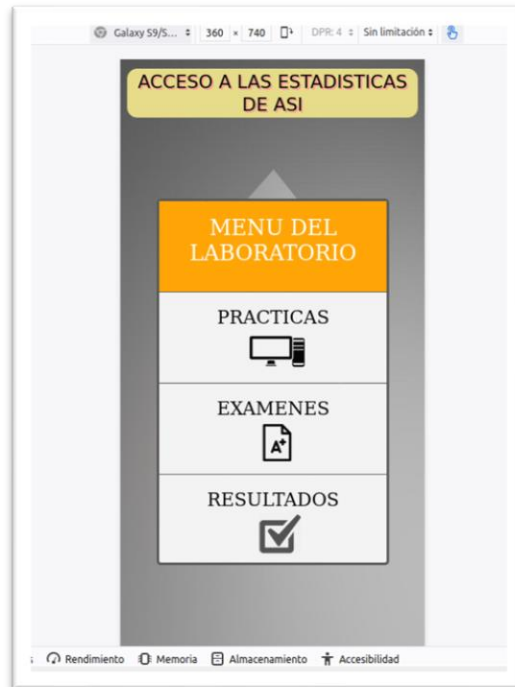 Galaxy S9/S... 360 × 740 DPR: 4 Sin limitación
ACCESO A LAS ESTADISTICAS
DE ASI
MENU DEL
LABORATORIO
PRACTICAS
EXAMENES
A+
RESULTADOS
Rendimiento Memoria Almacenamiento Accesibilidad